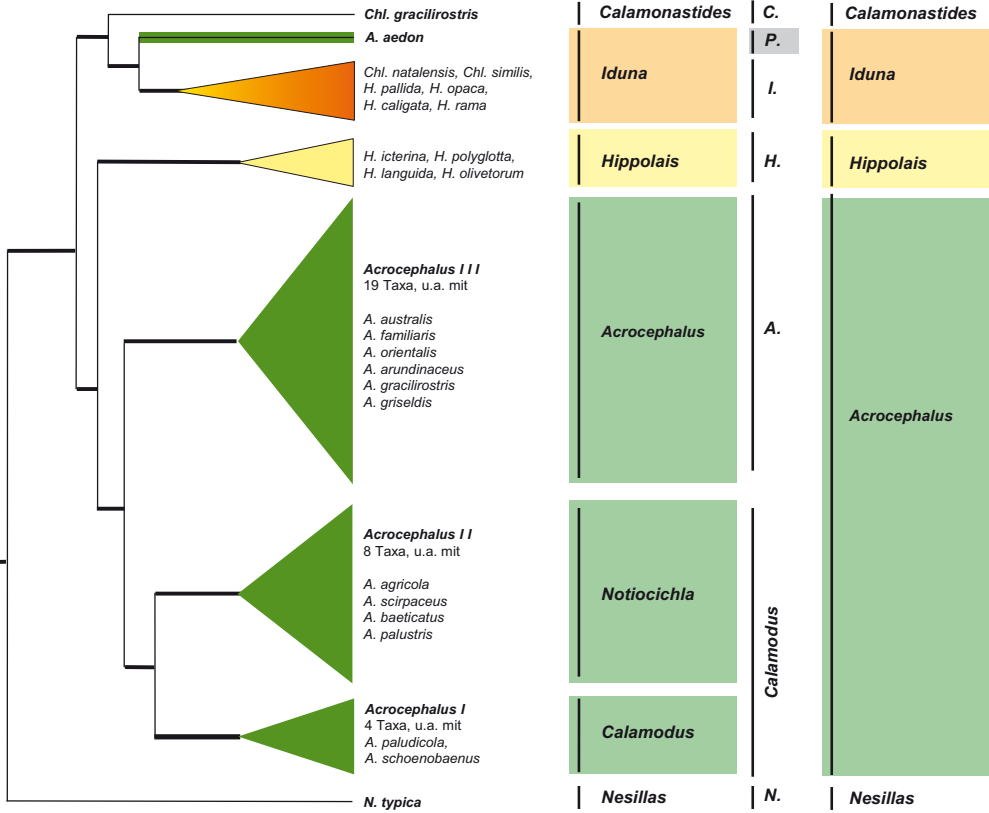 Chl. gracilirostris
A. aedon
Chl. natalensis, Chl. similis,
H. pallida, H. opaca,
H. caligata, H. rama
H. icterina, H. polyglotta,
H. languida, H. olivetorum
Acrocephalus I I I
19 Taxa, u.a. mit
A. australis
A. familiaris
A. orientalis
A. arundinaceus
A. gracilirostris
A. griseldis
Acrocephalus I I
8 Taxa, u.a. mit
A. agricola
A. scirpaceus
A. baeticatus
A. palustris
Acrocephalus I
4 Taxa, u.a. mit
A. paludicola,
A. schoenobaenus
N. typica
Calamonastides
Iduna
Hippolais
Acrocephalus
Notiocichla
Calamodus
Nesillas
C.
P.
I.
H.
A.
Calamodus
N.
Calamonastides
Iduna
Hippolais
Acrocephalus
Nesillas